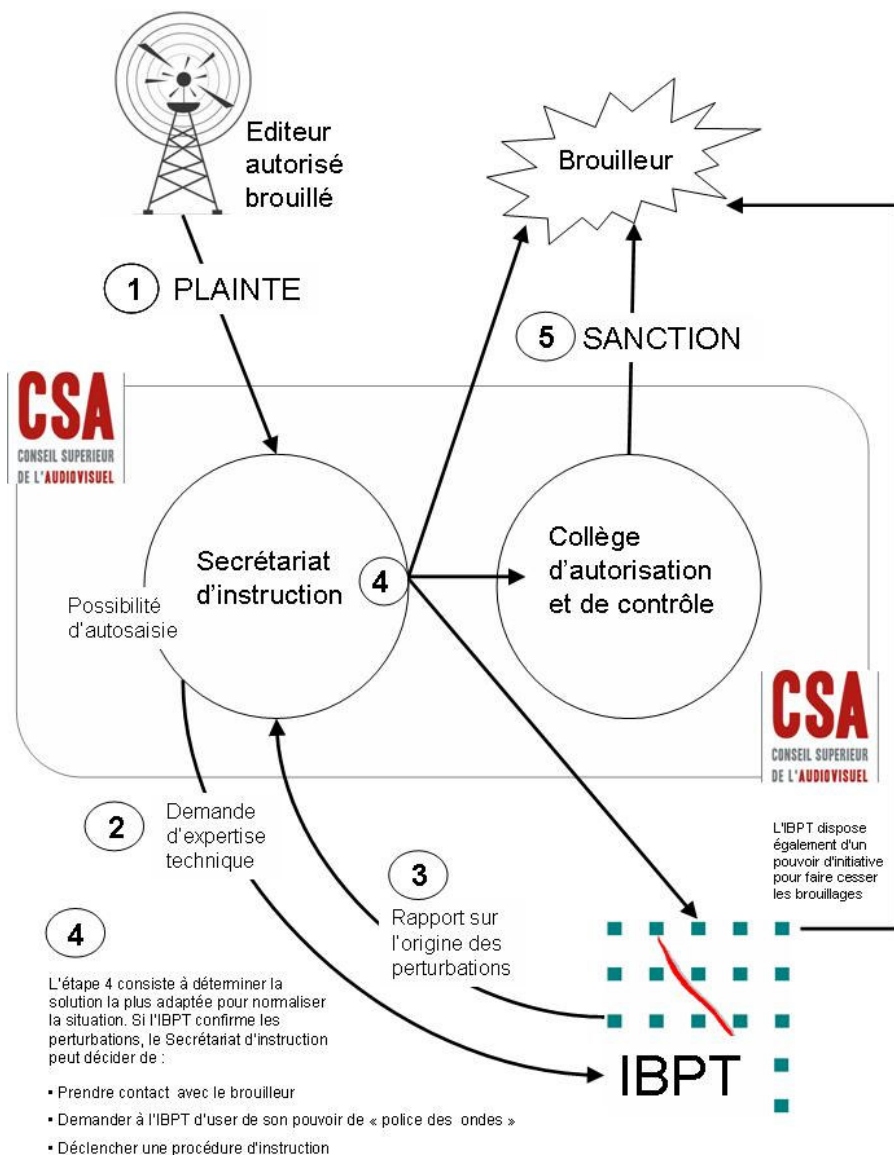 Editeur
autorisé
brouillé
Brouilleur
1 PLAINTE
5 SANCTION
CSA
CONSEIL SUPERIEUR
DE L'AUDIOVISUEL
Secrétariat
d'instruction
4
Collège
d'autorisation
et de contrôle
Possibilité
d'autosaisie
CSA
CONSEIL SUPERIEUR
DE L'AUDIOVISUEL
2
Demande
d'expertise
technique
3
Rapport sur
l'origine des
perturbations
L'IBPT dispose
également d'un
pouvoir d'initiative
pour faire cesser
les brouillages
4
L'étape 4 consiste à déterminer la
solution la plus adaptée pour normaliser
la situation. Si l'IBPT confirme les
perturbations, le Secrétariat d'instruction
peut décider de :
▪ Prendre contact avec le brouilleur
▪ Demander à l'IBPT d'user de son pouvoir de « police des ondes »
▪ Déclencher une procédure d'instruction
IBPT